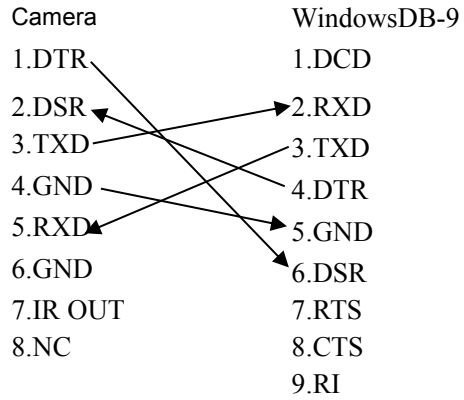 Camera WindowsDB-9
1.DTR 1.DCD
2.DSR 2.RXD
3.TXD 3.TXD
4.GND 4.DTR
5.RXD 5.GND
6.GND 6.DSR
7.IR OUT 7.RTS
8.NC 8.CTS
9.RI